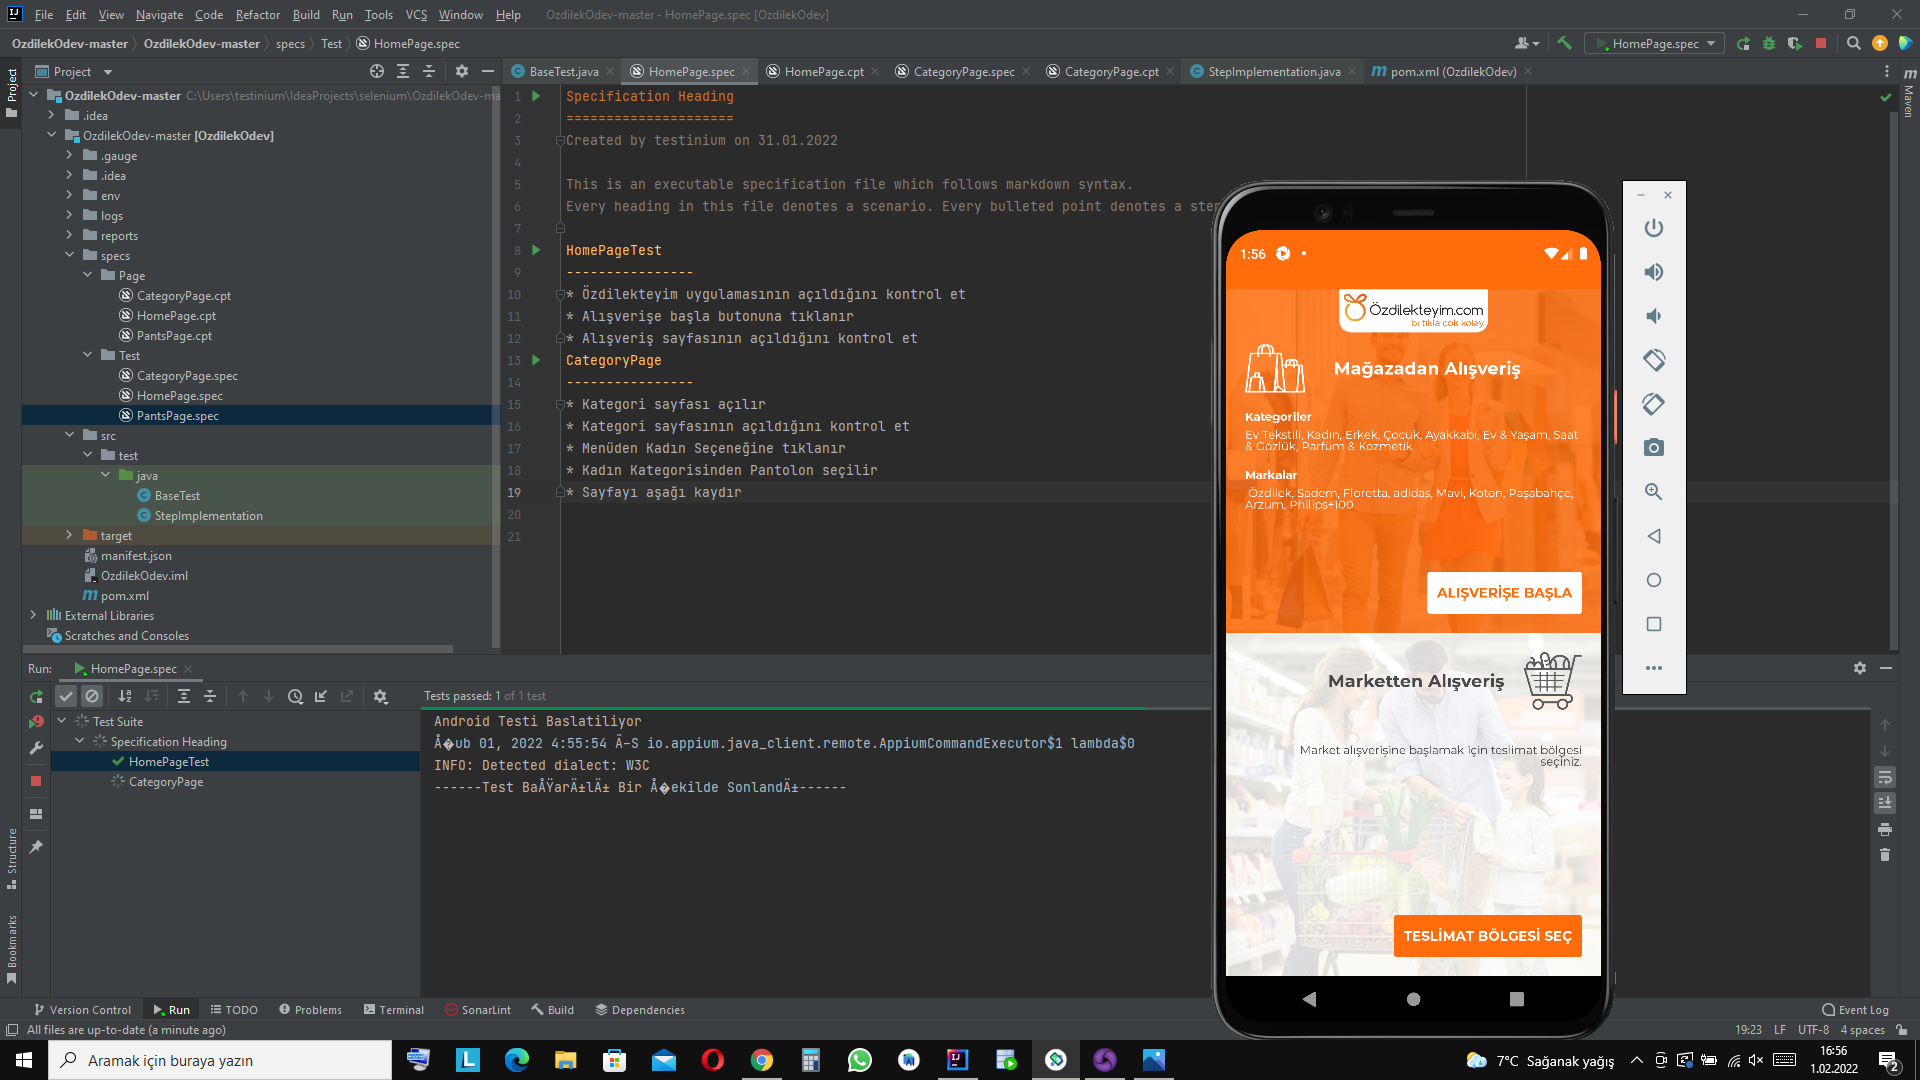 File Edit View Navigate Code Refactor Build Run Tools VCS Window Help OzdilekOdev-master - HomePage.spec [OzdilekOdev]
OzdilekOdev-master OzdilekOdev-master specs Test HomePage.spec
HomePage.spec
Project
BaseTest.java HomePage.spec HomePage.cpt CategoryPage.spec CategoryPage.cpt StepImplementation.java pom.xml (OzdilekOdev)
Project
Maven
OzdilekOdev-master C:\Users\testinium\IdeaProjects\selenium\OzdilekOdev-ma
.idea
OzdilekOdev-master [OzdilekOdev]
.gauge
.idea
env
logs
reports
specs
Page
CategoryPage.cpt
HomePage.cpt
PantsPage.cpt
Test
CategoryPage.spec
HomePage.spec
PantsPage.spec
src
test
java
BaseTest
StepImplementation
target
manifest.json
OzdilekOdev.iml
pom.xml
External Libraries
Scratches and Consoles
1 Specification Heading
2 =====================
3 Created by testinium on 31.01.2022
4
5 This is an executable specification file which follows markdown syntax.
6 Every heading in this file denotes a scenario. Every bulleted point denotes a ste
7
8 HomePageTest
9 ----------------
10 * Özdilekteyim uygulamasının açıldığını kontrol et
11 * Alışverişe başla butonuna tıklanır
12 * Alışveriş sayfasının açıldığını kontrol et
13 CategoryPage
14 ----------------
15 * Kategori sayfası açılır
16 * Kategori sayfasının açıldığını kontrol et
17 * Menüden Kadın Seçeneğine tıklanır
18 * Kadın Kategorisinden Pantolon seçilir
19 * Sayfayı aşağı kaydır
20
21
1:56
Özdilekteyim.com
bi tıkla çok kolay
Mağazadan Alışveriş
Kategoriler
Ev Tekstili, Kadın, Erkek, Çocuk, Ayakkabı, Ev & Yaşam, Saat
& Gözlük, Parfüm & Kozmetik
Markalar
Özdilek, Sadem, Floretta, adidas, Mavi, Koton, Paşabahçe,
Arzum, Philips+100
ALIŞVERİŞE BAŞLA
Marketten Alışveriş
Market alışverişine başlamak için teslimat bölgesi
seçiniz.
TESLİMAT BÖLGESİ SEÇ
Run: HomePage.spec
Tests passed: 1 of 1 test
Test Suite
Specification Heading
HomePageTest
CategoryPage
Android Testi Baslatiliyor
Å�ub 01, 2022 4:55:54 Ã–S io.appium.java_client.remote.AppiumCommandExecutor$1 lambda$0
INFO: Detected dialect: W3C
------Test BaÅŸarÄ±lÄ± Bir Å�ekilde SonlandÄ±------
Structure
Bookmarks
Version Control Run TODO Problems Terminal SonarLint Build Dependencies Event Log
All files are up-to-date (a minute ago) 19:23 LF UTF-8 4 spaces
Aramak için buraya yazın
7°C Sağanak yağış
16:56
1.02.2022
2